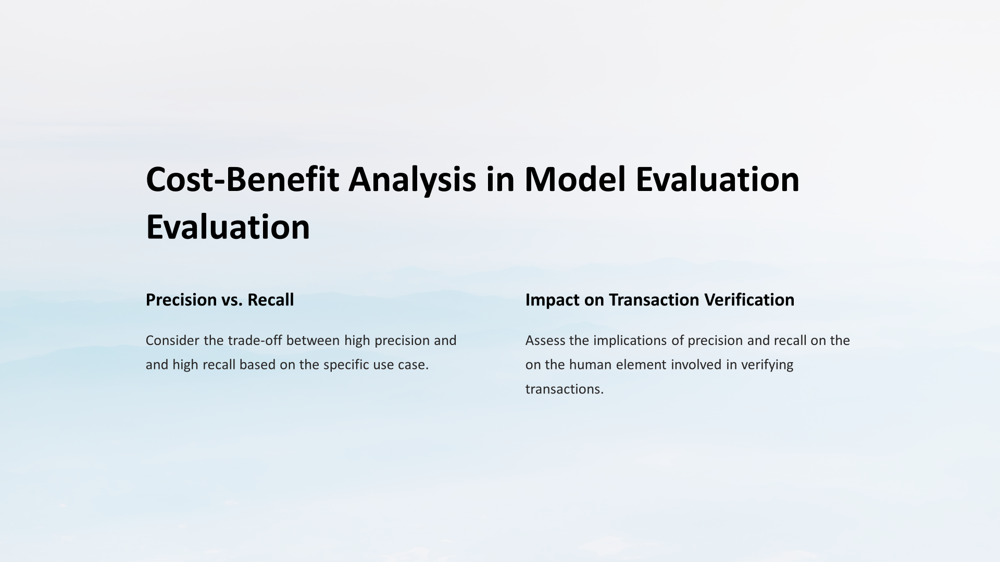 Cost-Benefit Analysis in Model Evaluation
Evaluation
Precision vs. Recall
Consider the trade-off between high precision and
and high recall based on the specific use case.
Impact on Transaction Verification
Assess the implications of precision and recall on the
on the human element involved in verifying
transactions.